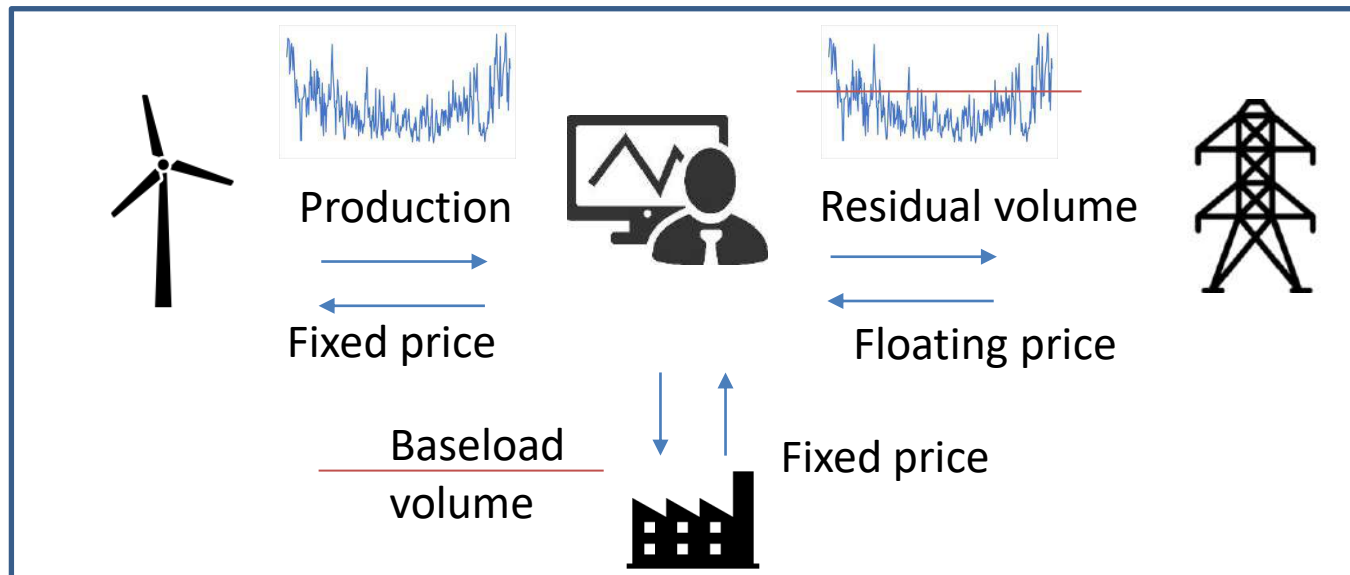 Production
Residual volume
Fixed price
Floating price
Baseload
volume
Fixed price